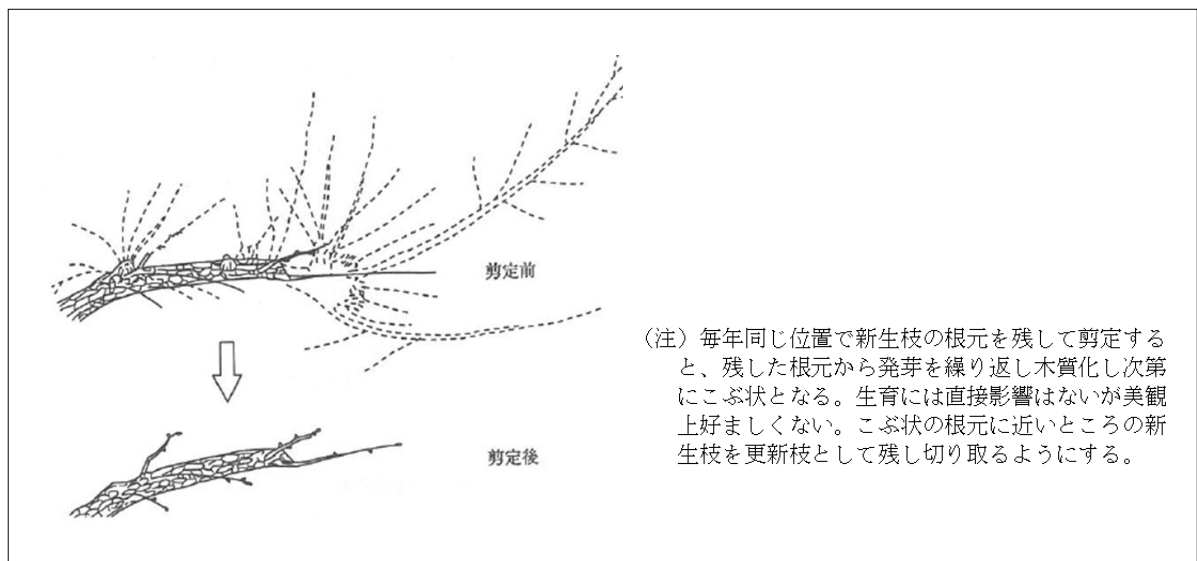 剪定前
剪定後
（注）毎年同じ位置で新生枝の根元を残して剪定する
と、残した根元から発芽を繰り返し木質化し次第
にこぶ状となる。生育には直接影響はないが美観
上好ましくない。こぶ状の根元に近いところの新
生枝を更新枝として残し切り取るようにする。